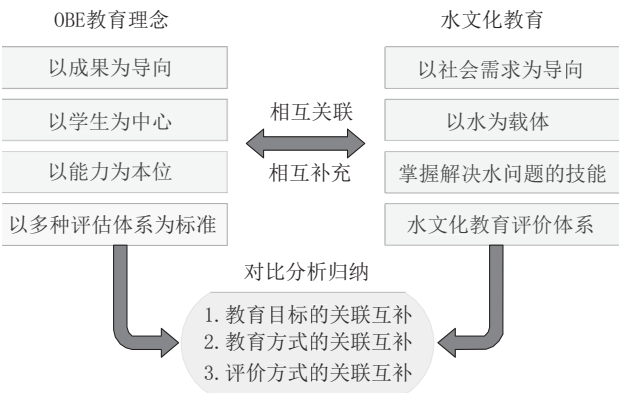 OBE教育理念
以成果为导向
以学生为中心
以能力为本位
以多种评估体系为标准
相互关联
相互补充
水文化教育
以社会需求为导向
以水为载体
掌握解决水问题的技能
水文化教育评价体系
对比分析归纳
1.教育目标的关联互补
2.教育方式的关联互补
3.评价方式的关联互补